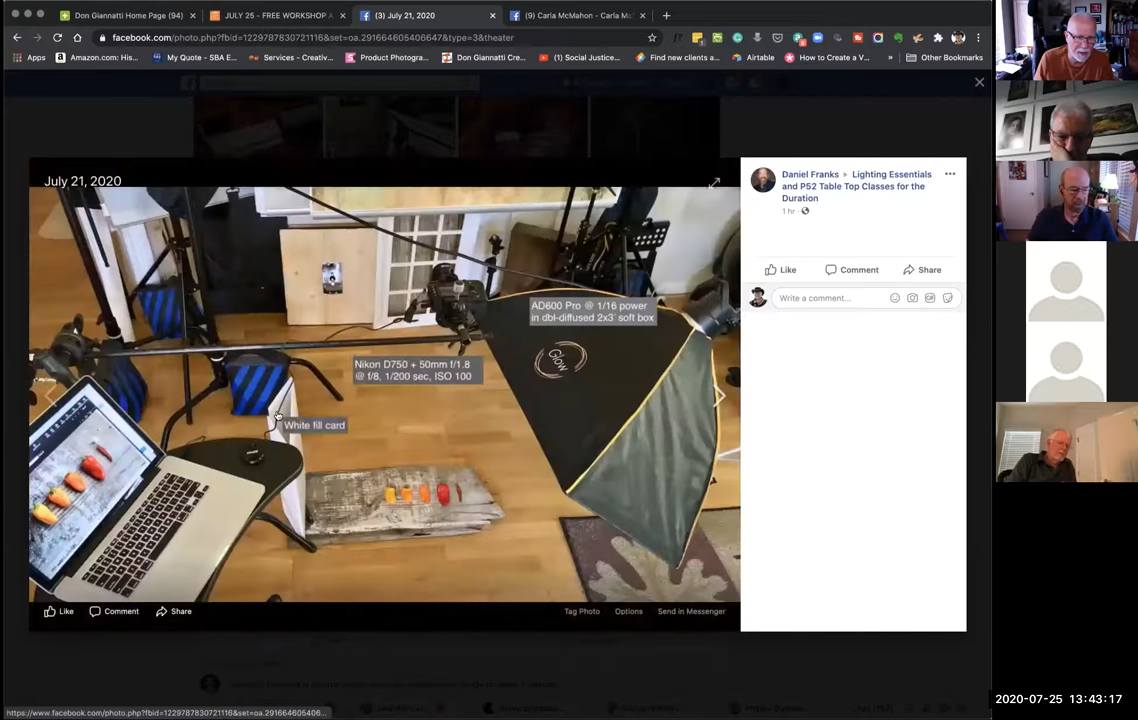 Don Giannatti Home Page (94)
JULY 25 - FREE WORKSHOP A
(3) July 21, 2020
(9) Carla McMahon - Carla Mc
facebook.com/photo.php?fbid=1229787830721116&set=oa.291664605406647&type=3&theater
Apps
Amazon.com: His...
My Quote - SBA E...
Services - Creativ...
Product Photogra...
Don Giannatti Cre...
(1) Social Justice...
Find new clients a...
Airtable
How to Create a V...
»
Other Bookmarks
July 21, 2020
AD600 Pro @ 1/16 power
in dbl-diffused 2x3' soft box
Glow
Nikon D750 + 50mm f/1.8
@ f/8, 1/200 sec, ISO 100
White fill card
Like
Comment
Share
Tag Photo
Options
Send in Messenger
Daniel Franks ▸ Lighting Essentials
and P52 Table Top Classes for the
Duration
1 hr ·
Like
Comment
Share
Write a comment...
https://www.facebook.com/photo.php?fbid=1229787830721116&set=oa.291664605406...
2020-07-25 13:43:17